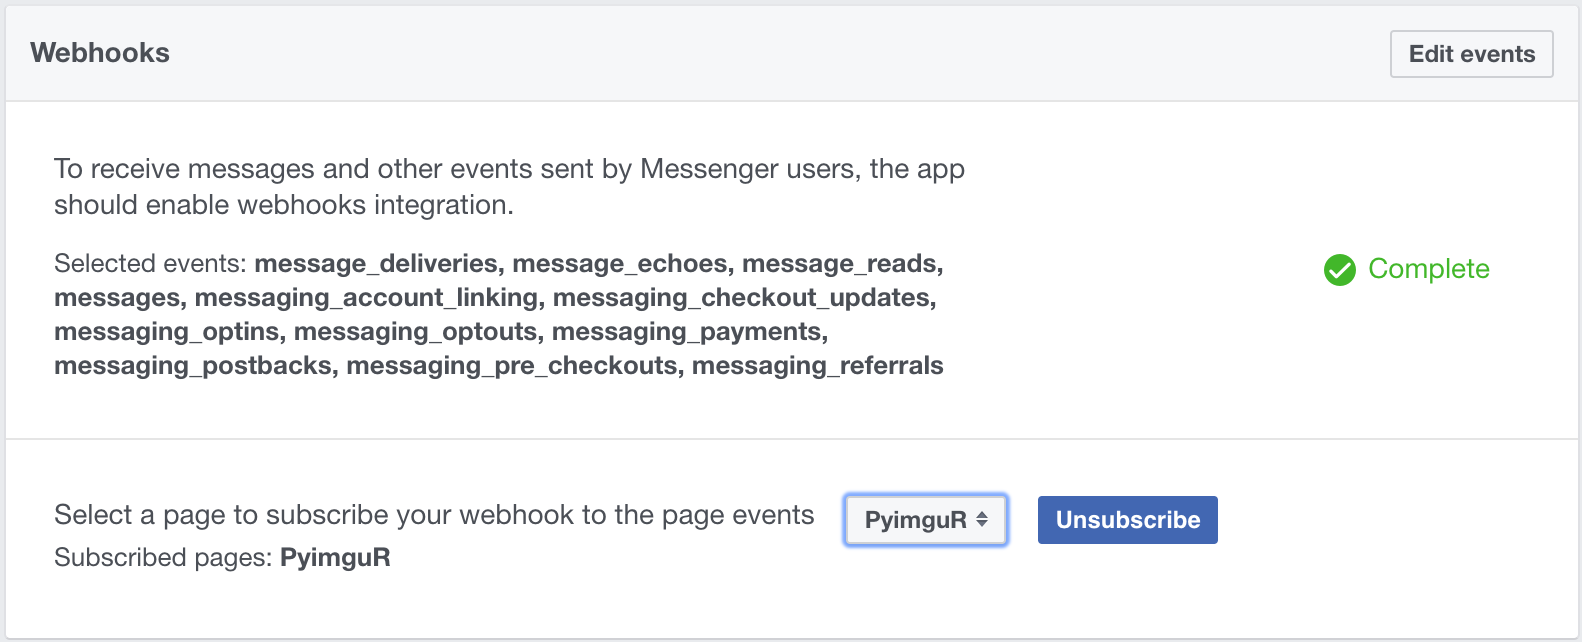 Webhooks
Edit events
To receive messages and other events sent by Messenger users, the app
should enable webhooks integration.
Selected events: message_deliveries, message_echoes, message_reads,
messages, messaging_account_linking, messaging_checkout_updates,
messaging_optins, messaging_optouts, messaging_payments,
messaging_postbacks, messaging_pre_checkouts, messaging_referrals
Complete
Select a page to subscribe your webhook to the page events
PyimguR
Unsubscribe
Subscribed pages: PyimguR